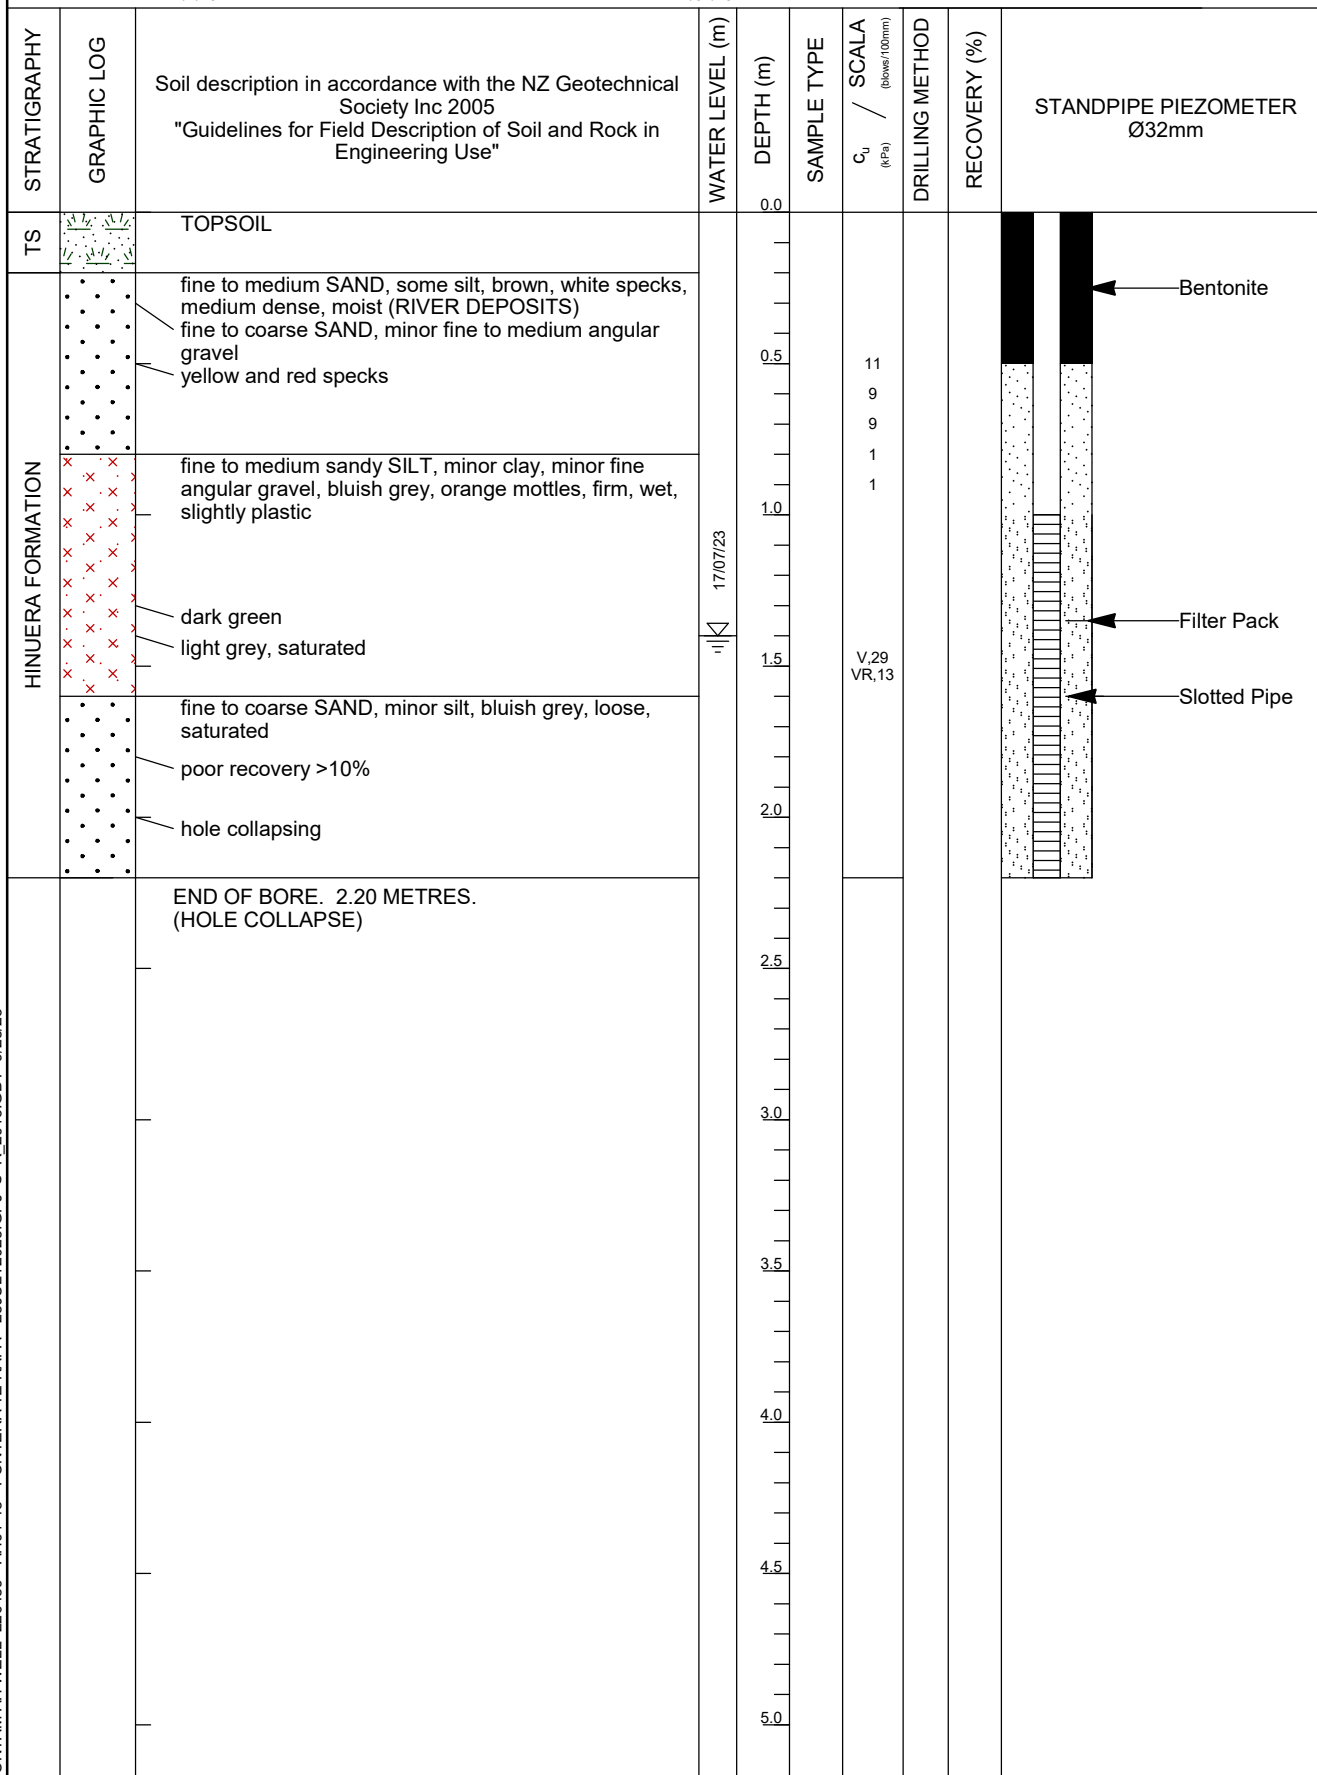 STRATIGRAPHY
GRAPHIC LOG
Soil description in accordance with the NZ Geotechnical
Society Inc 2005
"Guidelines for Field Description of Soil and Rock in
Engineering Use"
WATER LEVEL (m)
DEPTH (m)
SAMPLE TYPE
cu (kPa) / SCALA (blows/100mm)
DRILLING METHOD
RECOVERY (%)
STANDPIPE PIEZOMETER
Ø32mm
0.0
TS
TOPSOIL
HINUERA FORMATION
fine to medium SAND, some silt, brown, white specks,
medium dense, moist (RIVER DEPOSITS)
fine to coarse SAND, minor fine to medium angular
gravel
yellow and red specks
Bentonite
0.5
11
9
9
1
1
fine to medium sandy SILT, minor clay, minor fine
angular gravel, bluish grey, orange mottles, firm, wet,
slightly plastic
1.0
17/07/23
dark green
light grey, saturated
Filter Pack
1.5
V,29
VR,13
Slotted Pipe
fine to coarse SAND, minor silt, bluish grey, loose,
saturated
poor recovery >10%
2.0
hole collapsing
END OF BORE. 2.20 METRES.
(HOLE COLLAPSE)
2.5
3.0
3.5
4.0
4.5
5.0